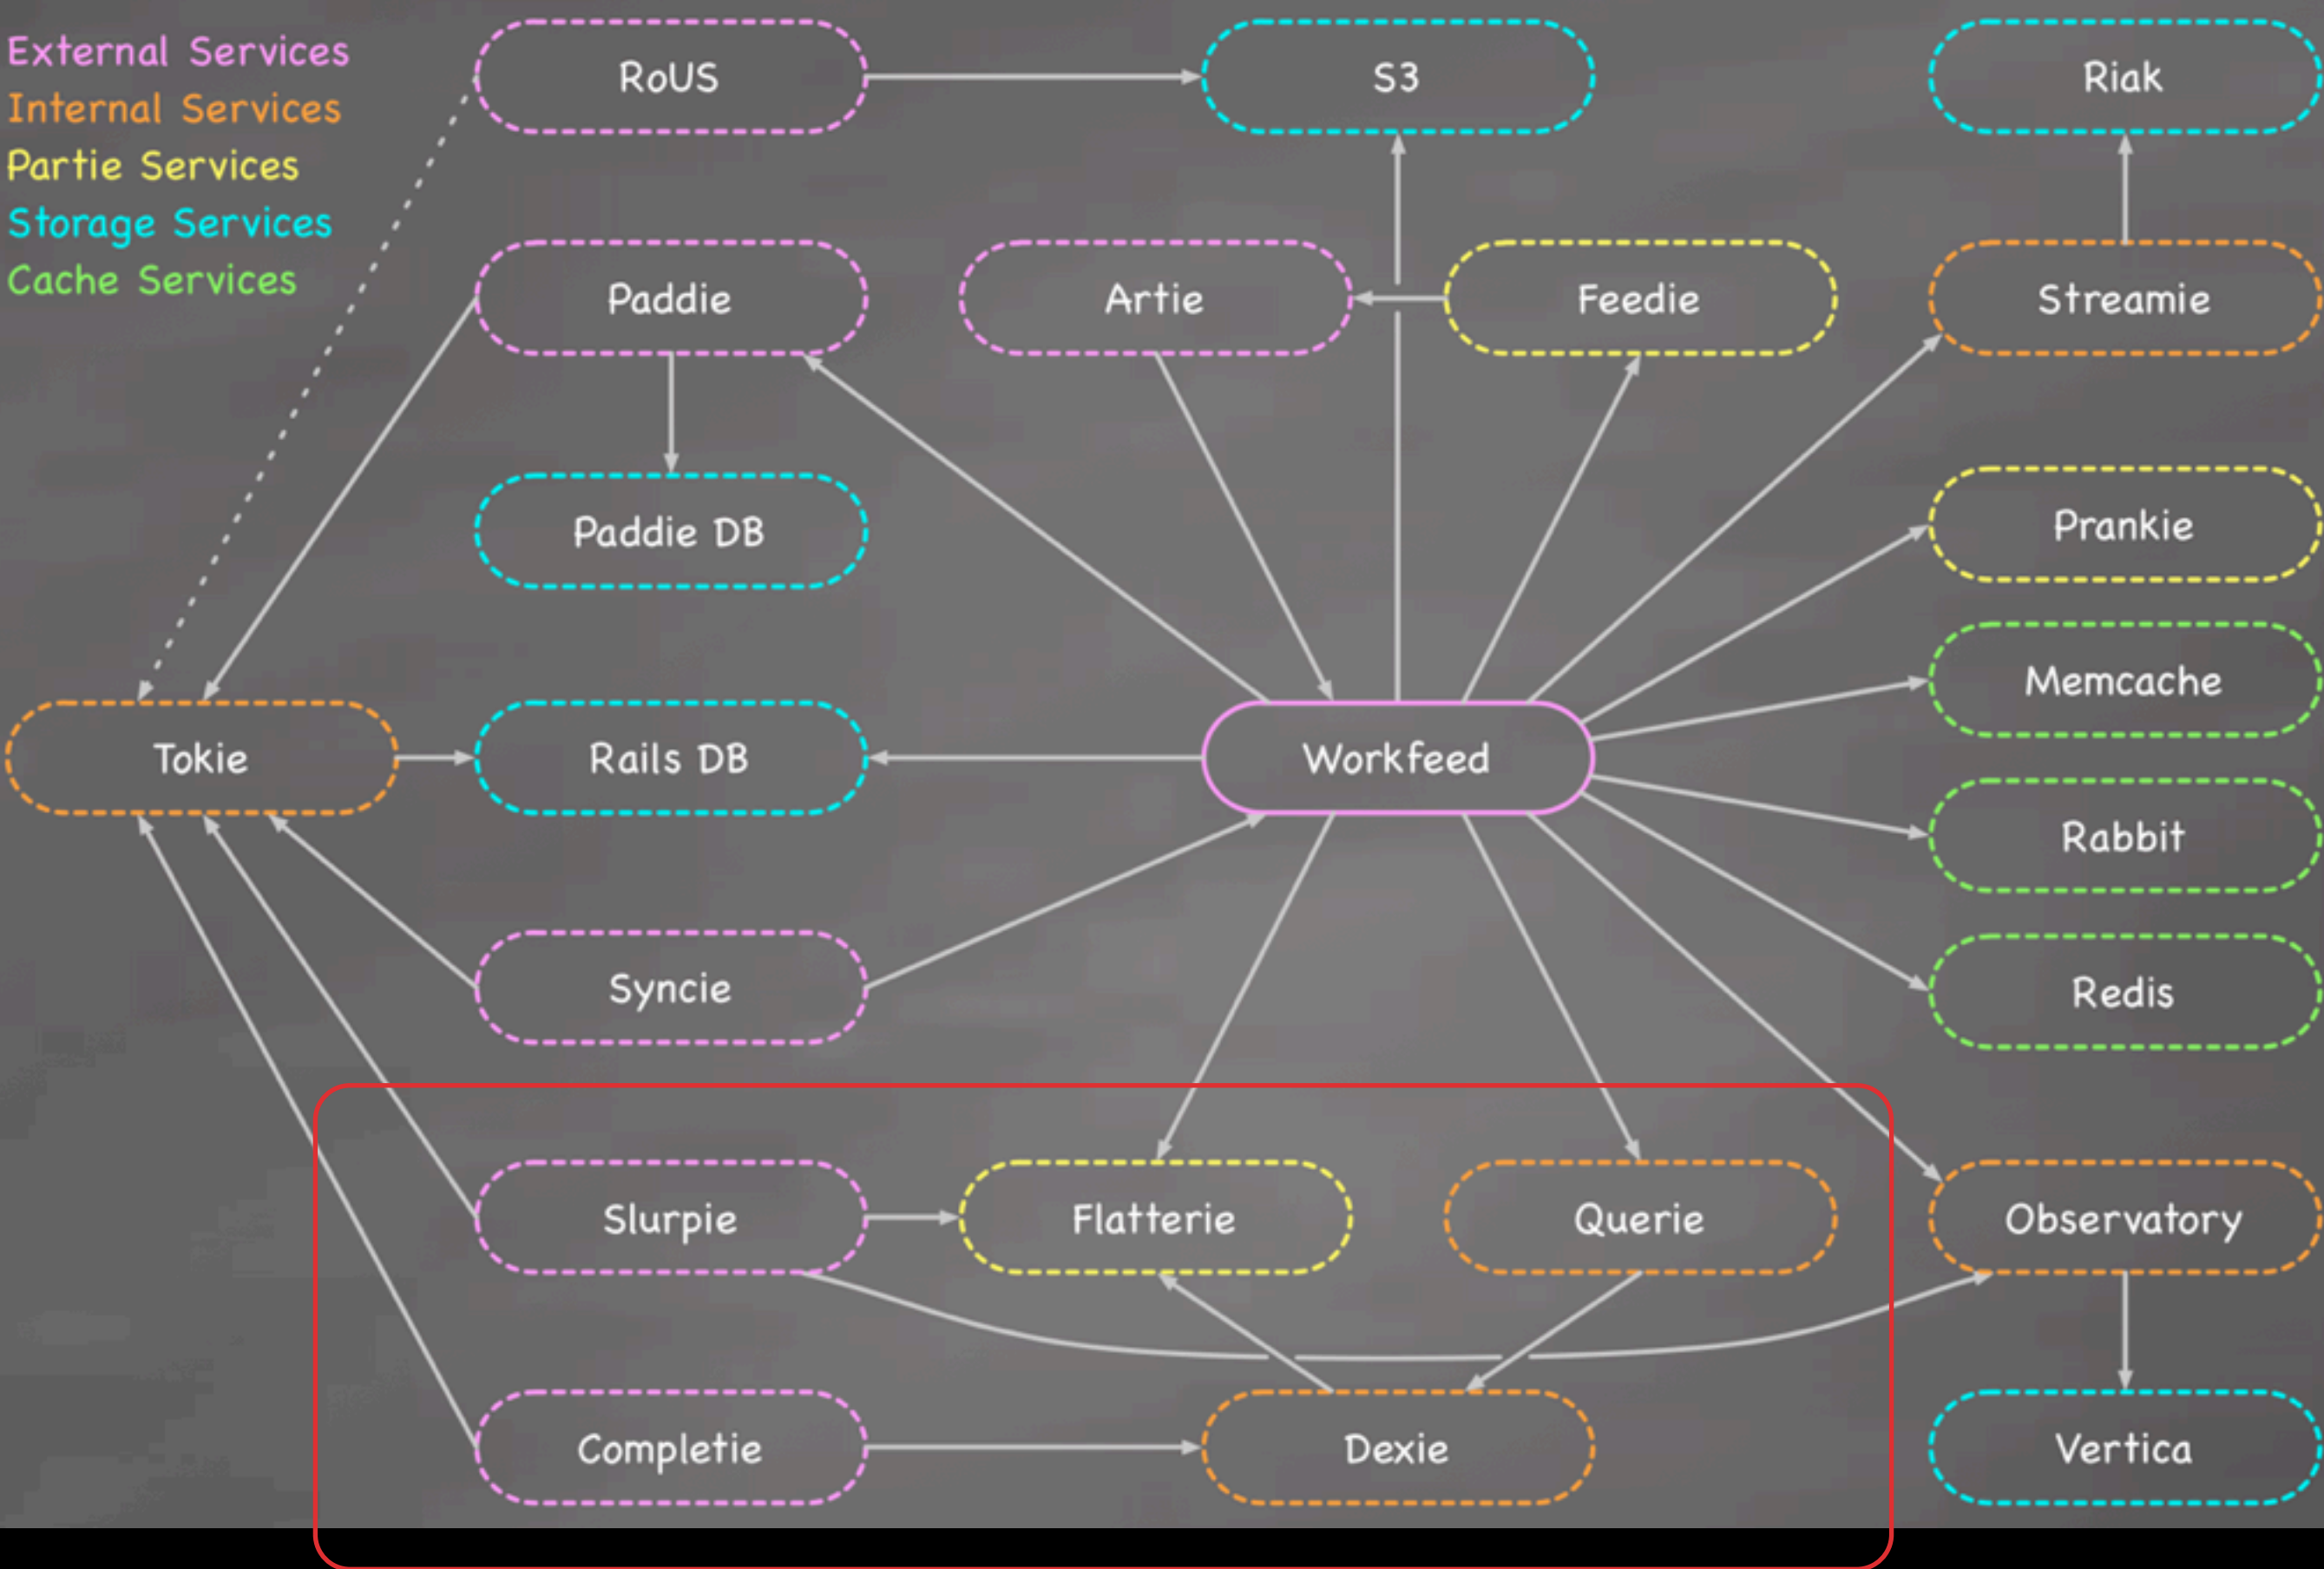 External Services
Internal Services
Partie Services
Storage Services
Cache Services
RoUS
S3
Riak
Paddie
Artie
Feedie
Streamie
Paddie DB
Prankie
Memcache
Tokie
Rails DB
Workfeed
Rabbit
Syncie
Redis
Slurpie
Flatterie
Querie
Observatory
Completie
Dexie
Vertica